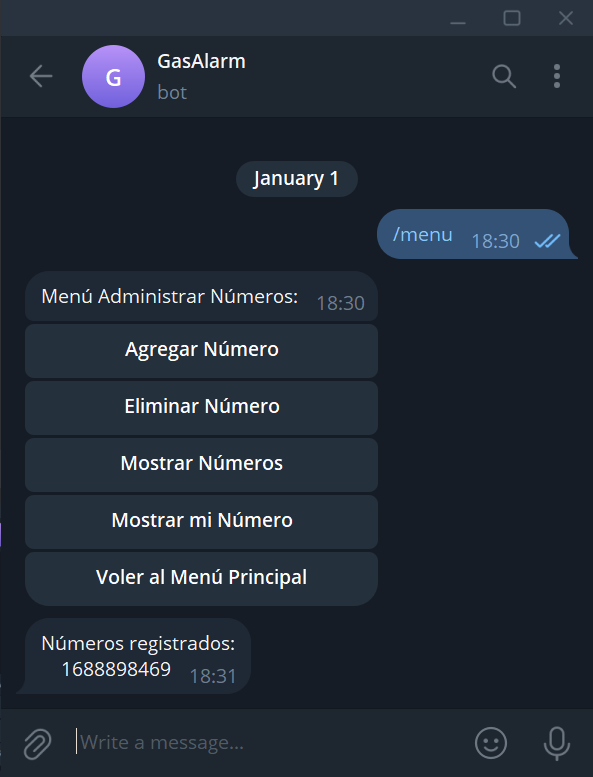 GasAlarm
bot
January 1
/menu 18:30
Menú Administrar Números: 18:30
Agregar Número
Eliminar Número
Mostrar Números
Mostrar mi Número
Voler al Menú Principal
Números registrados:
1688898469 18:31
Write a message...